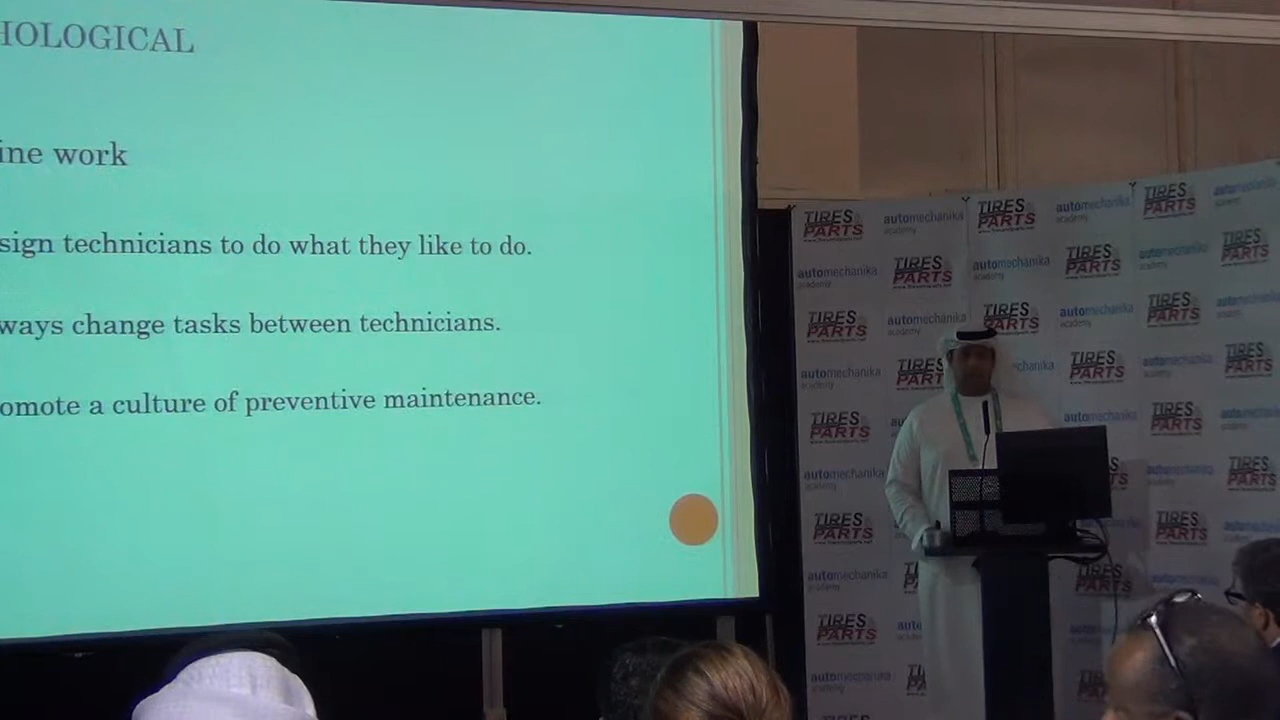 HOLOGICAL
ine work
sign technicians to do what they like to do.
ways change tasks between technicians.
omote a culture of preventive maintenance.
TIRES & PARTS
automechanika
academy